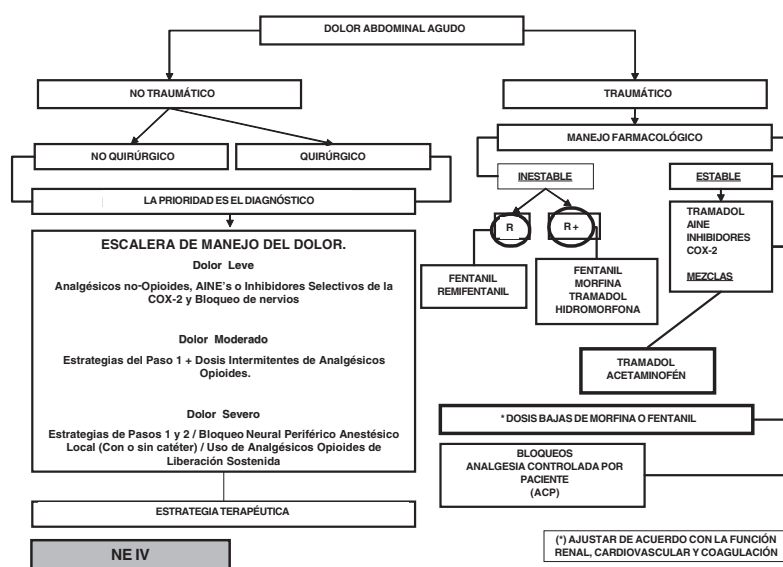 DOLOR ABDOMINAL AGUDO
NO TRAUMÁTICO
TRAUMÁTICO
MANEJO FARMACOLÓGICO
NO QUIRÚRGICO
QUIRÚRGICO
INESTABLE
ESTABLE
LA PRIORIDAD ES EL DIAGNÓSTICO
R
R+
TRAMADOL
AINE
INHIBIDORES
COX-2
MEZCLAS
ESCALERA DE MANEJO DEL DOLOR.
Dolor Leve
Analgésicos no-Opioides, AINE's o Inhibidores Selectivos de la
COX-2 y Bloqueo de nervios
Dolor Moderado
Estrategias del Paso 1 + Dosis Intermitentes de Analgésicos
Opioides.
Dolor Severo
Estrategias de Pasos 1 y 2 / Bloqueo Neural Periférico Anestésico
Local (Con o sin catéter) / Uso de Analgésicos Opioides de
Liberación Sostenida
FENTANIL
REMIFENTANIL
FENTANIL
MORFINA
TRAMADOL
HIDROMORFONA
TRAMADOL
ACETAMINOFÉN
* DOSIS BAJAS DE MORFINA O FENTANIL
BLOQUEOS
ANALGESIA CONTROLADA POR
PACIENTE
(ACP)
ESTRATEGIA TERAPÉUTICA
NE IV
(*) AJUSTAR DE ACUERDO CON LA FUNCIÓN
RENAL, CARDIOVASCULAR Y COAGULACIÓN